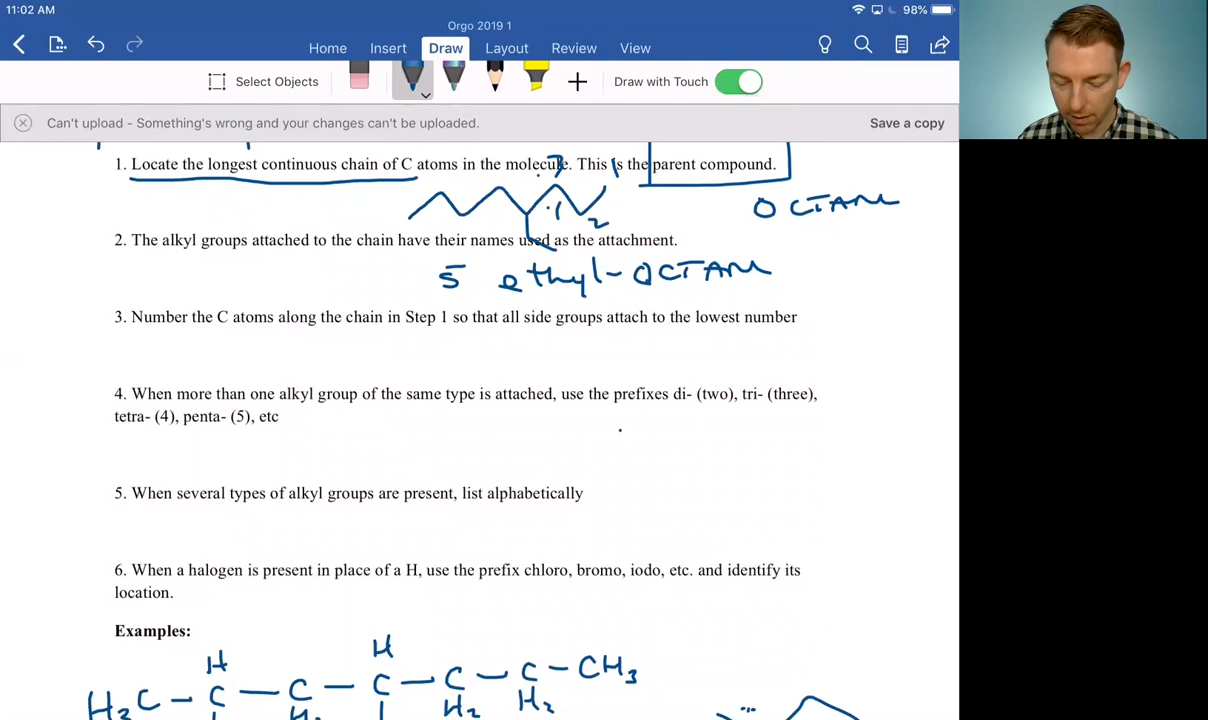 11:02 AM
98%
Orgo 2019 1
Home Insert Draw Layout Review View
Select Objects
Draw with Touch
Can't upload - Something's wrong and your changes can't be uploaded.
Save a copy
1. Locate the longest continuous chain of C atoms in the molecule. This is the parent compound.
3 1
1 2
OCTANE
2. The alkyl groups attached to the chain have their names used as the attachment.
5 ethyl-OCTANE
3. Number the C atoms along the chain in Step 1 so that all side groups attach to the lowest number
4. When more than one alkyl group of the same type is attached, use the prefixes di- (two), tri- (three),
tetra- (4), penta- (5), etc
5. When several types of alkyl groups are present, list alphabetically
6. When a halogen is present in place of a H, use the prefix chloro, bromo, iodo, etc. and identify its
location.
Examples:
H H
H3C - C - C - C - C - C - CH3
H2 H2